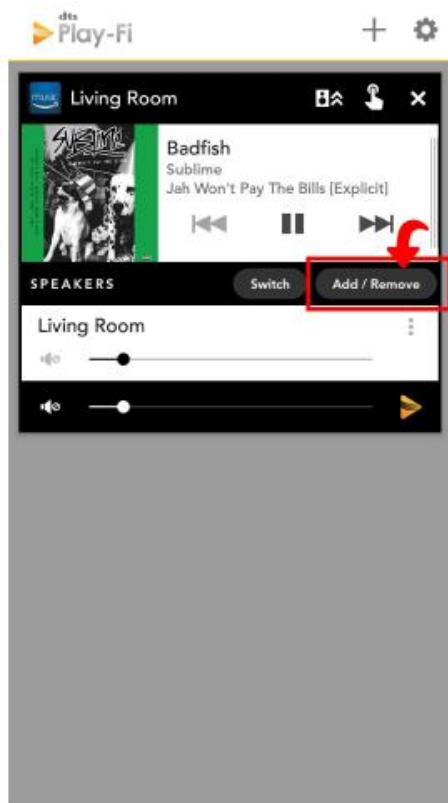 dts
Play-Fi
music
Living Room
SUBLIME
Badfish
Sublime
Jah Won't Pay The Bills [Explicit]
SPEAKERS
Switch
Add / Remove
Living Room